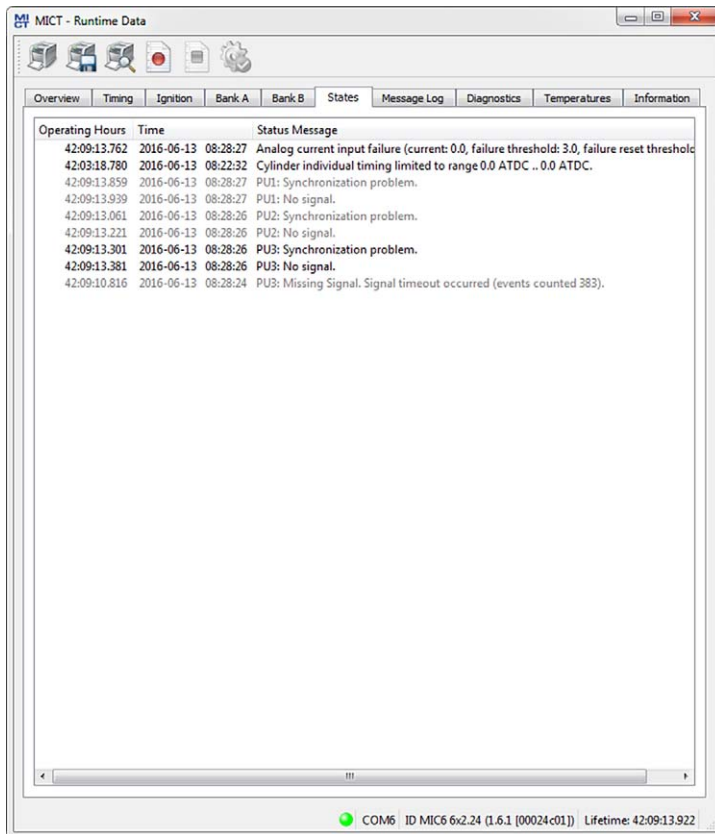 MICT - Runtime Data
Overview Timing Ignition Bank A Bank B States Message Log Diagnostics Temperatures Information
Operating Hours Time Status Message
42:09:13.762 2016-06-13 08:28:27 Analog current input failure (current: 0.0, failure threshold: 3.0, failure reset threshold
42:03:18.780 2016-06-13 08:22:32 Cylinder individual timing limited to range 0.0 ATDC .. 0.0 ATDC.
42:09:13.859 2016-06-13 08:28:27 PU1: Synchronization problem.
42:09:13.939 2016-06-13 08:28:27 PU1: No signal.
42:09:13.061 2016-06-13 08:28:26 PU2: Synchronization problem.
42:09:13.221 2016-06-13 08:28:26 PU2: No signal.
42:09:13.301 2016-06-13 08:28:26 PU3: Synchronization problem.
42:09:13.381 2016-06-13 08:28:26 PU3: No signal.
42:09:10.816 2016-06-13 08:28:24 PU3: Missing Signal. Signal timeout occurred (events counted 383).
COM6 ID MIC6 6x2.24 (1.6.1 [00024c01]) Lifetime: 42:09:13.922